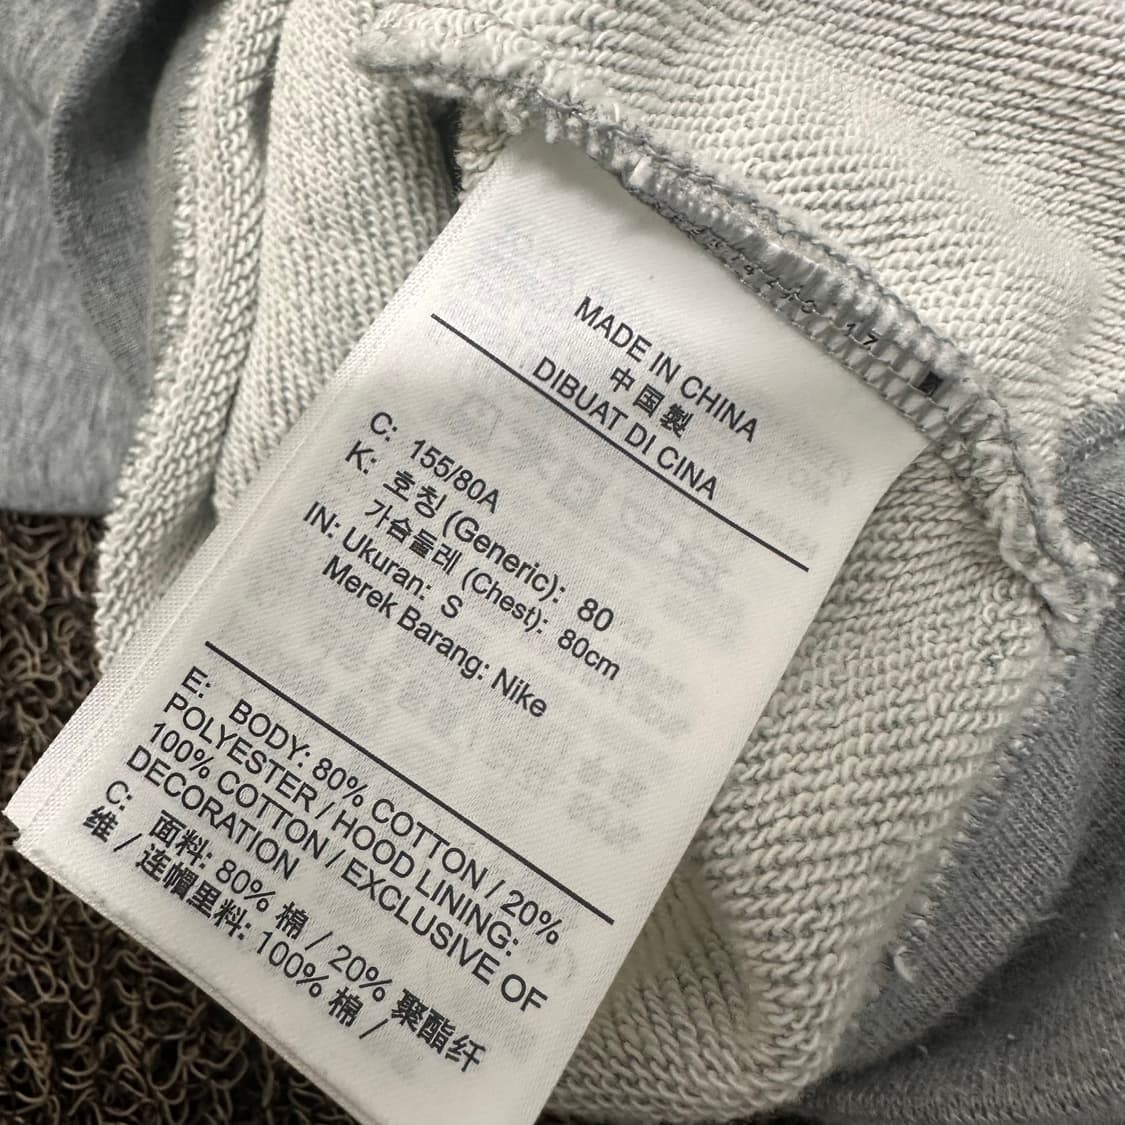 MADE IN CHINA
中国製
DIBUAT DI CINA
C: 155/80A
K: 호칭 (Generic): 80
가슴둘레 (Chest): 80cm
IN: Ukuran: S
Merek Barang: Nike
E: BODY: 80% COTTON / 20%
POLYESTER / HOOD LINING:
100% COTTON / EXCLUSIVE OF
DECORATION
C: 面料: 80% 棉 / 20% 聚酯纤
维 / 连帽里料: 100% 棉 /